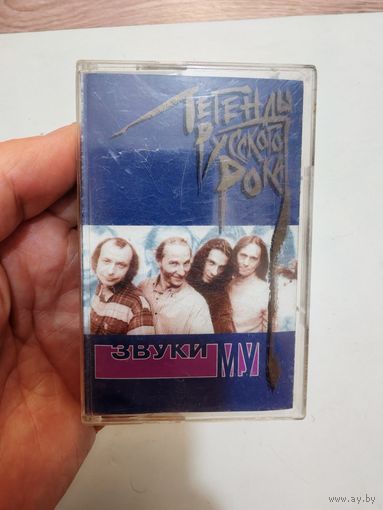 Легенды
Русского
Рока
ЗВУКИ МУ
www.ay.by